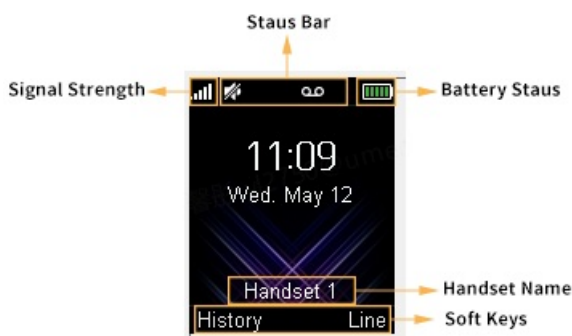 Staus Bar
Signal Strength
Battery Staus
11:09
Wed. May 12
Handset 1
Handset Name
History Line
Soft Keys